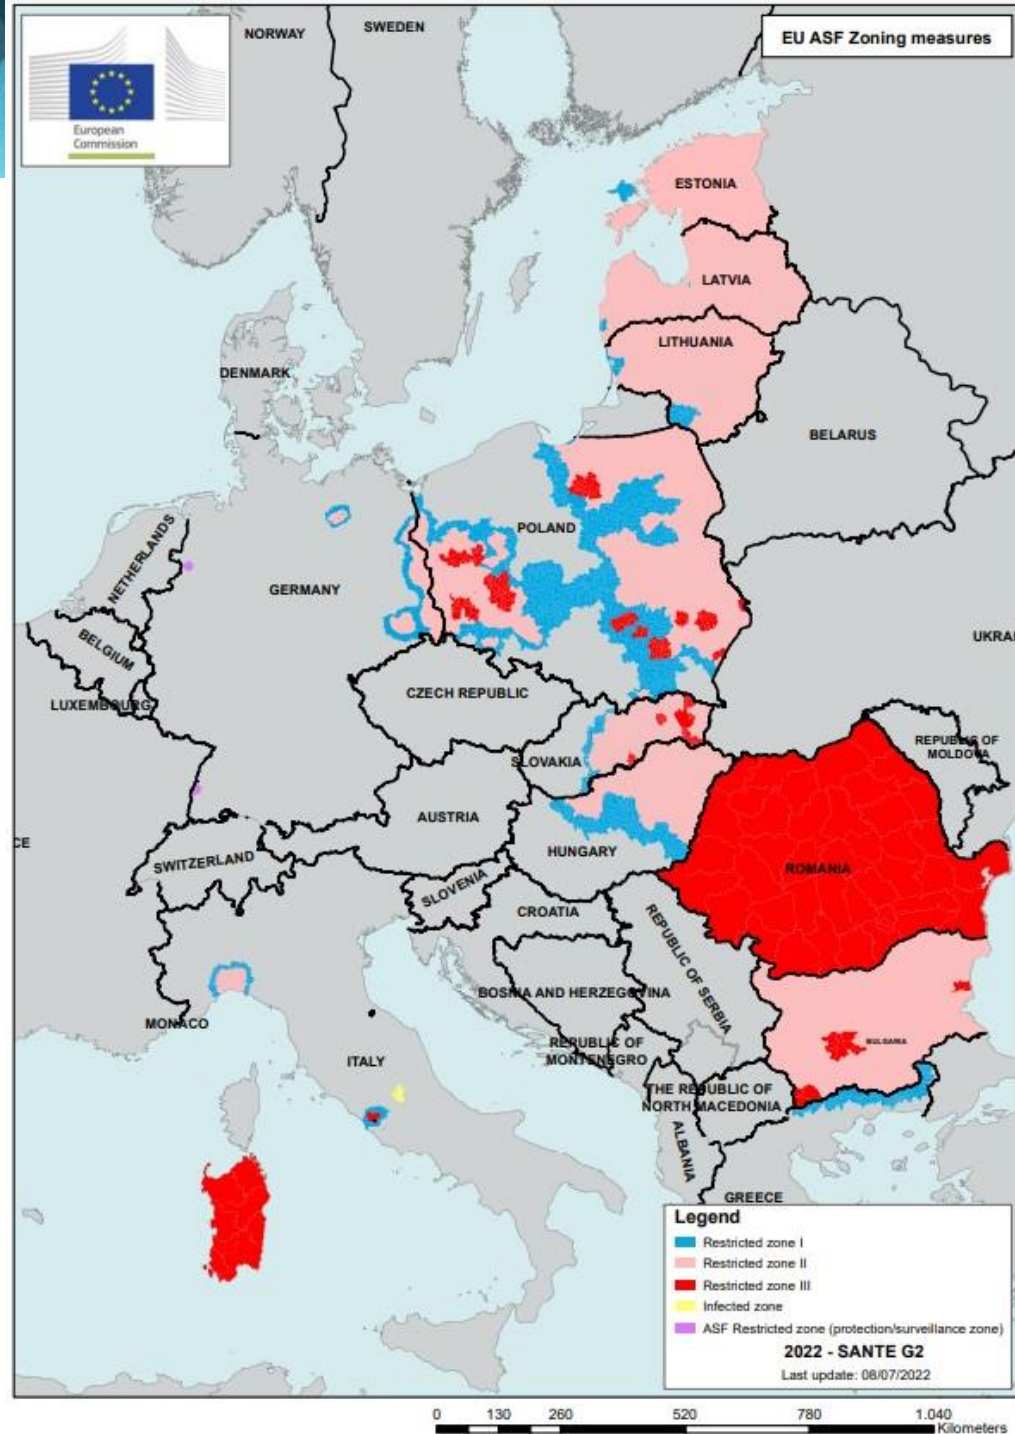 EU ASF Zoning measures
European
Commission
NORWAY
SWEDEN
ESTONIA
LATVIA
LITHUANIA
DENMARK
BELARUS
NETHERLANDS
POLAND
GERMANY
BELGIUM
UKRAI
LUXEMBOURG
CZECH REPUBLIC
REPUBLIC OF
MOLDOVA
SLOVAKIA
AUSTRIA
CE
HUNGARY
SWITZERLAND
ROMANIA
SLOVENIA
CROATIA
REPUBLIC OF SERBIA
BOSNIA AND HERZEGOVINA
MONACO
BULGARIA
REPUBLIC OF
MONTENEGRO
ITALY
THE REPUBLIC OF
NORTH MACEDONIA
ALBANIA
GREECE
Legend
Restricted zone I
Restricted zone II
Restricted zone III
Infected zone
ASF Restricted zone (protection/surveillance zone)
2022 - SANTE G2
Last update: 08/07/2022
0 130 260 520 780 1.040
Kilometers